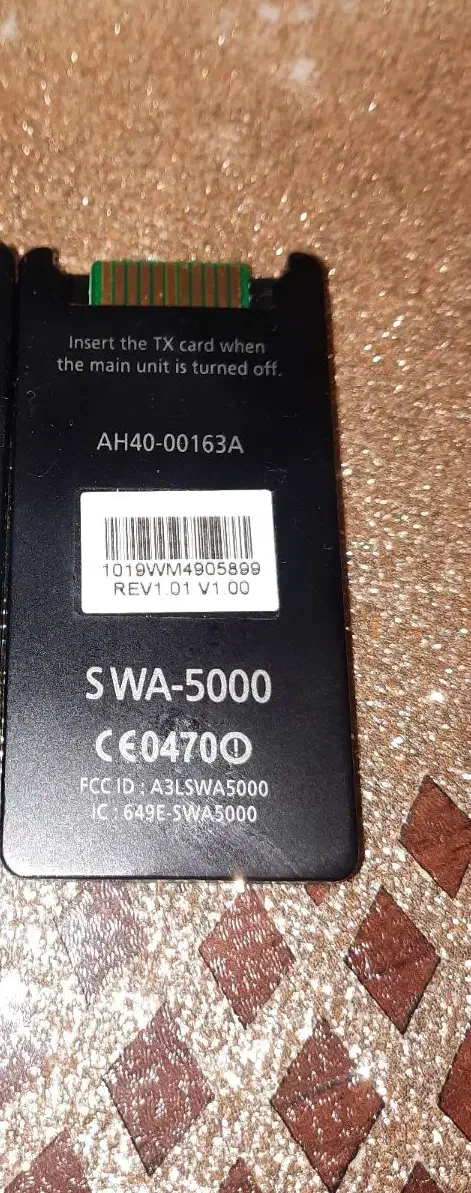 Insert the TX card when
the main unit is turned off.
AH40-00163A
1019WM4905899
REV1.01 V1.00
SWA-5000
CE0470
FCC ID : A3LSWA5000
IC : 649E-SWA5000